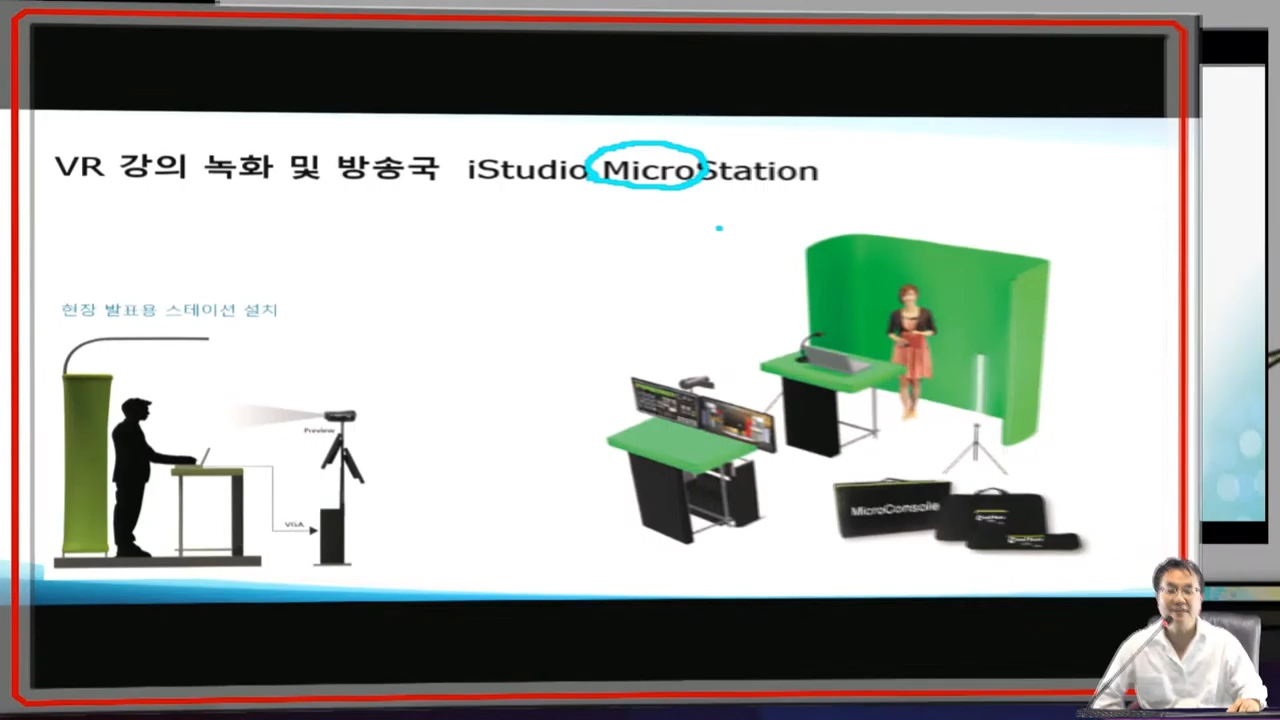 VR 강의 녹화 및 방송국 iStudio MicroStation
현장 발표용 스테이션 설치
Preview
VGA
MicroConsole